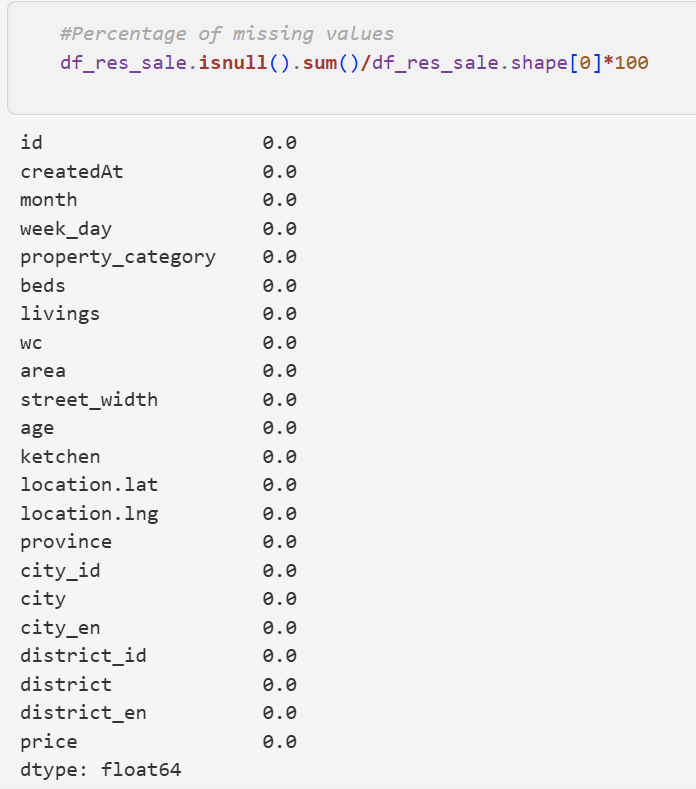 #Percentage of missing values
df_res_sale.isnull().sum()/df_res_sale.shape[0]*100
id 0.0
createdAt 0.0
month 0.0
week_day 0.0
property_category 0.0
beds 0.0
livings 0.0
wc 0.0
area 0.0
street_width 0.0
age 0.0
ketchen 0.0
location.lat 0.0
location.lng 0.0
province 0.0
city_id 0.0
city 0.0
city_en 0.0
district_id 0.0
district 0.0
district_en 0.0
price 0.0
dtype: float64